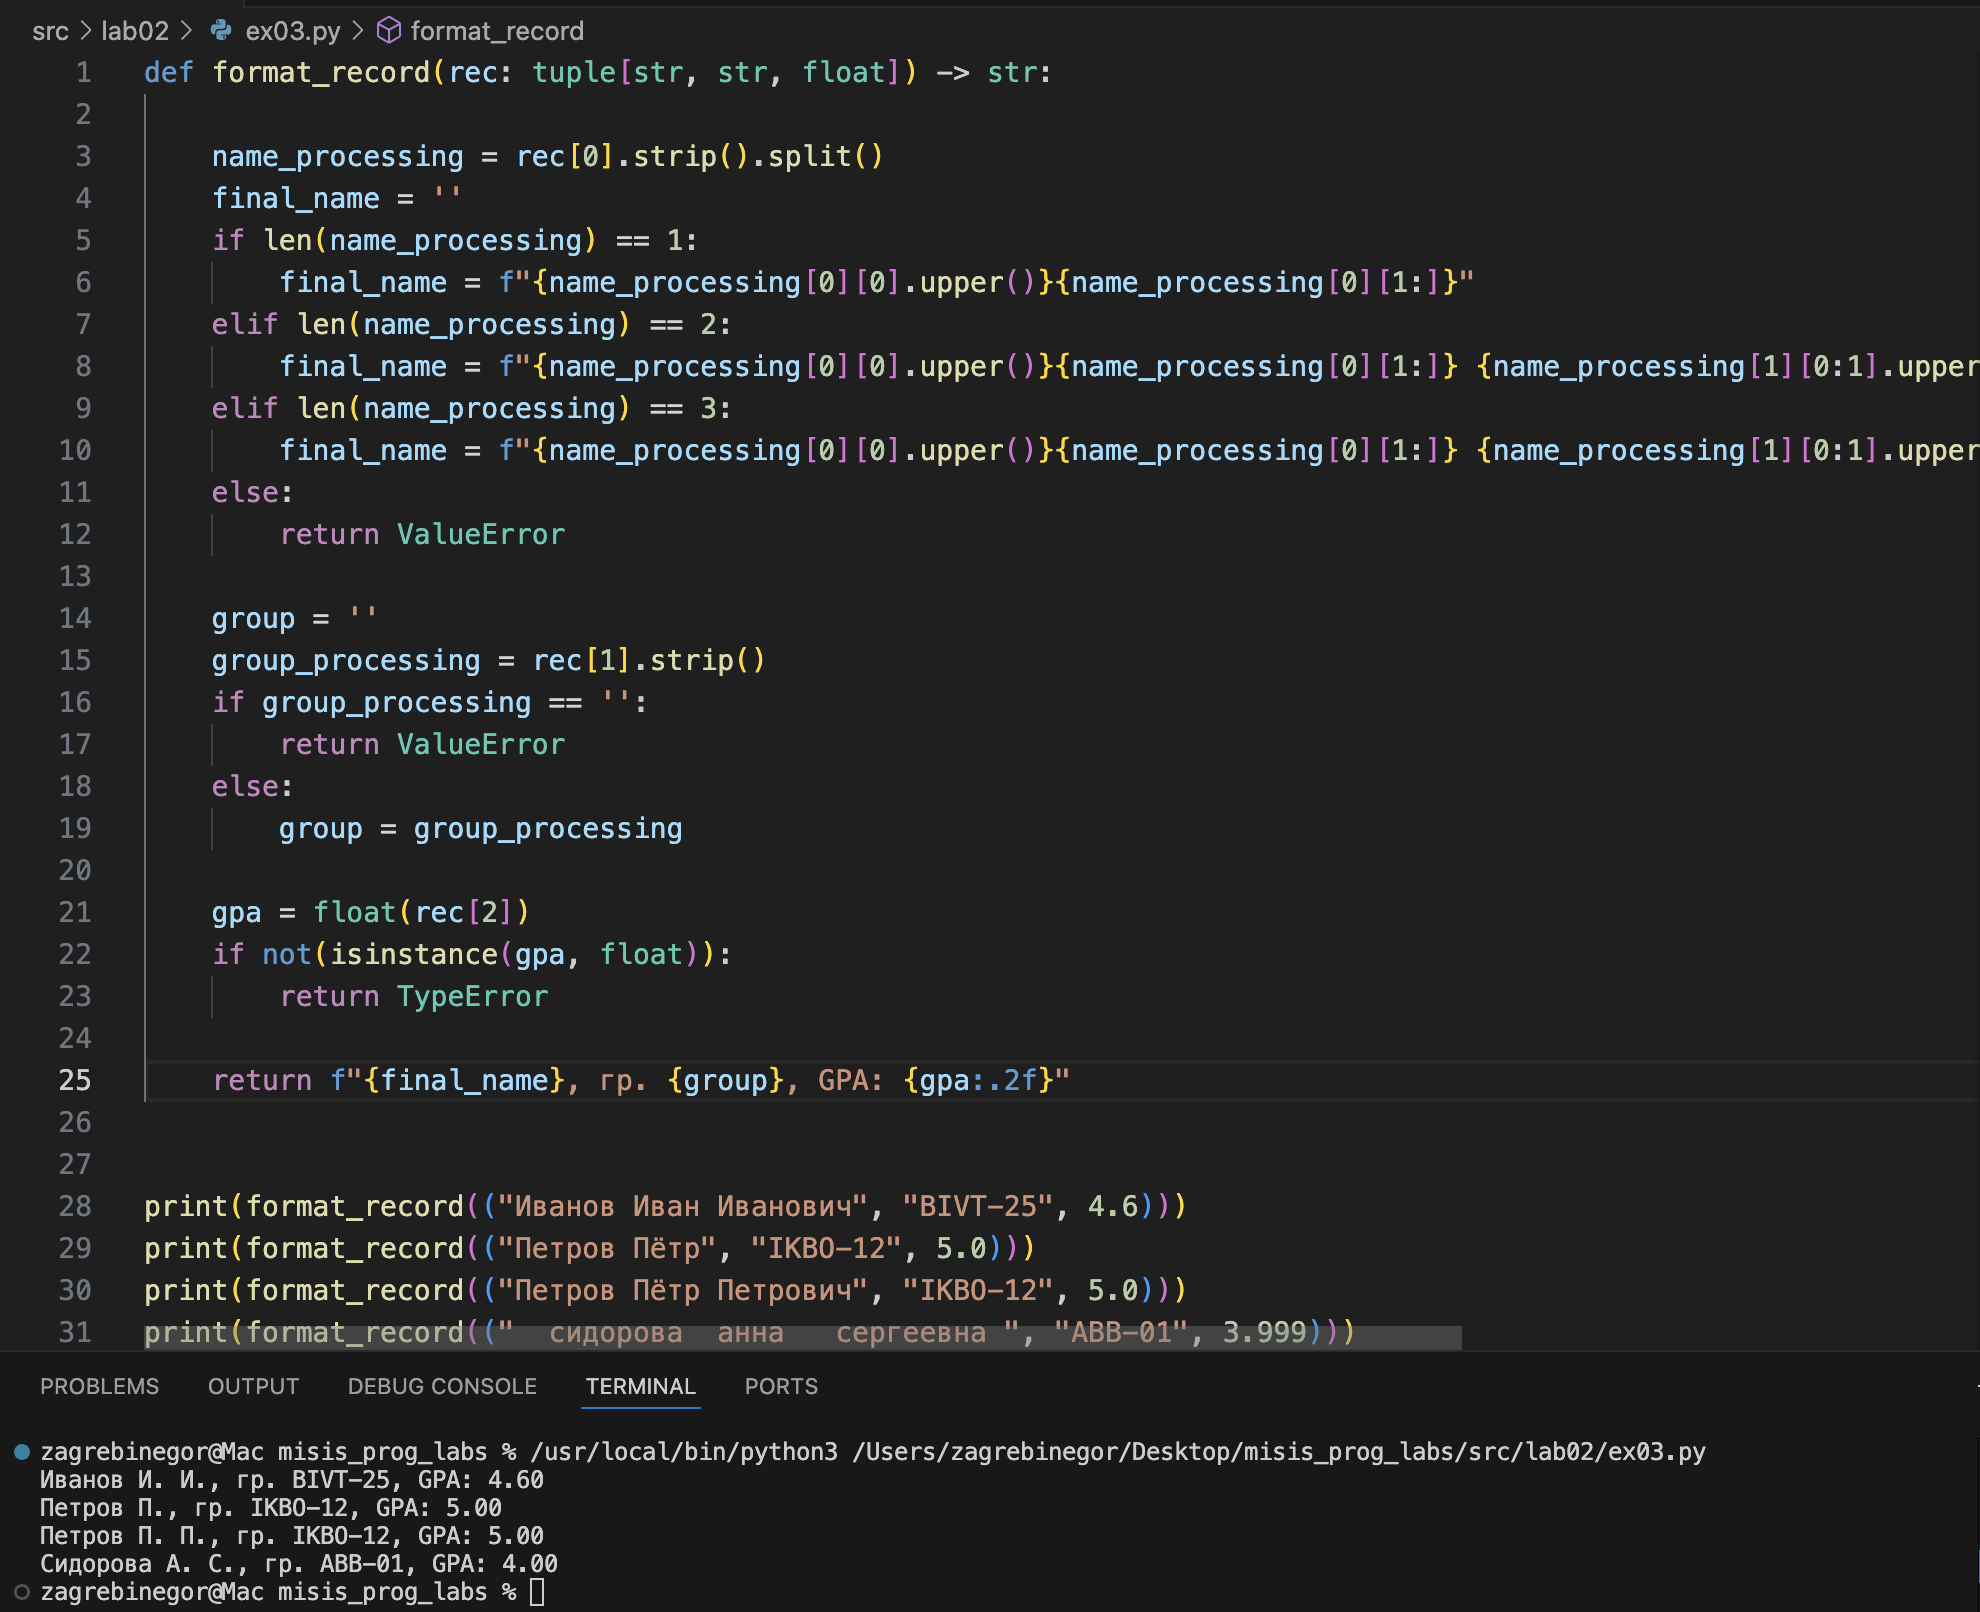 src > lab02 > ex03.py > format_record
1 def format_record(rec: tuple[str, str, float]) -> str:
2
3     name_processing = rec[0].strip().split()
4     final_name = ''
5     if len(name_processing) == 1:
6         final_name = f"{name_processing[0][0].upper()}{name_processing[0][1:]}"
7     elif len(name_processing) == 2:
8         final_name = f"{name_processing[0][0].upper()}{name_processing[0][1:]} {name_processing[1][0:1].upper
9     elif len(name_processing) == 3:
10         final_name = f"{name_processing[0][0].upper()}{name_processing[0][1:]} {name_processing[1][0:1].upper
11     else:
12         return ValueError
13
14     group = ''
15     group_processing = rec[1].strip()
16     if group_processing == '':
17         return ValueError
18     else:
19         group = group_processing
20
21     gpa = float(rec[2])
22     if not(isinstance(gpa, float)):
23         return TypeError
24
25     return f"{final_name}, гр. {group}, GPA: {gpa:.2f}"
26
27
28 print(format_record(("Иванов Иван Иванович", "BIVT-25", 4.6)))
29 print(format_record(("Петров Пётр", "IKBO-12", 5.0)))
30 print(format_record(("Петров Пётр Петрович", "IKBO-12", 5.0)))
31 print(format_record(("  сидорова  анна   сергеевна ", "ABB-01", 3.999)))
PROBLEMS OUTPUT DEBUG CONSOLE TERMINAL PORTS
zagrebinegor@Mac misis_prog_labs % /usr/local/bin/python3 /Users/zagrebinegor/Desktop/misis_prog_labs/src/lab02/ex03.py
Иванов И. И., гр. BIVT-25, GPA: 4.60
Петров П., гр. IKBO-12, GPA: 5.00
Петров П. П., гр. IKBO-12, GPA: 5.00
Сидорова А. С., гр. ABB-01, GPA: 4.00
zagrebinegor@Mac misis_prog_labs %